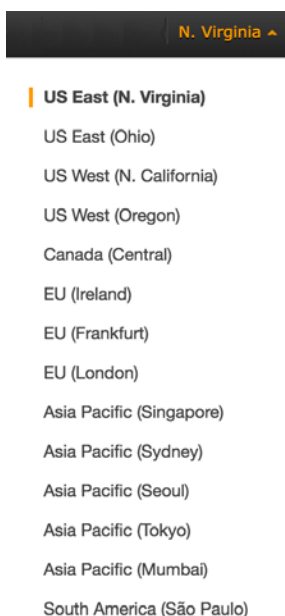 N. Virginia
US East (N. Virginia)
US East (Ohio)
US West (N. California)
US West (Oregon)
Canada (Central)
EU (Ireland)
EU (Frankfurt)
EU (London)
Asia Pacific (Singapore)
Asia Pacific (Sydney)
Asia Pacific (Seoul)
Asia Pacific (Tokyo)
Asia Pacific (Mumbai)
South America (São Paulo)